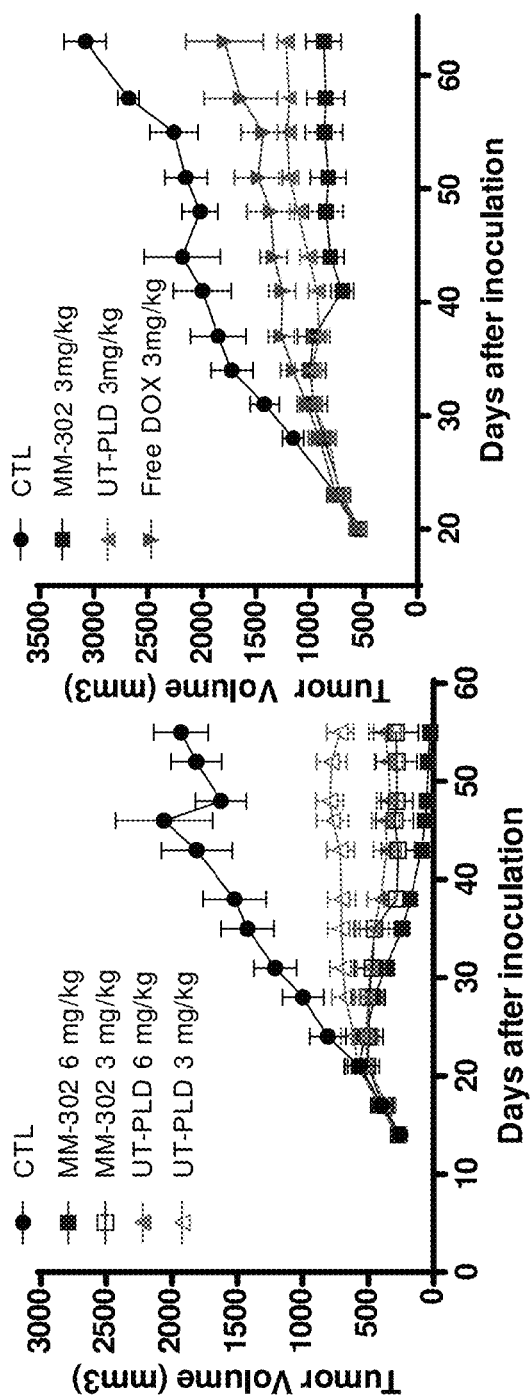 CTL
MM-302 6 mg/kg
MM-302 3 mg/kg
UT-PLD 6 mg/kg
UT-PLD 3 mg/kg
Tumor Volume (mm3)
3000
2500
2000
1500
1000
500
0
0
10
20
30
40
50
60
Days after inoculation
CTL
MM-302 3mg/kg
UT-PLD 3mg/kg
Free DOX 3mg/kg
Tumor Volume (mm3)
3500
3000
2500
2000
1500
1000
500
0
20
30
40
50
60
Days after inoculation